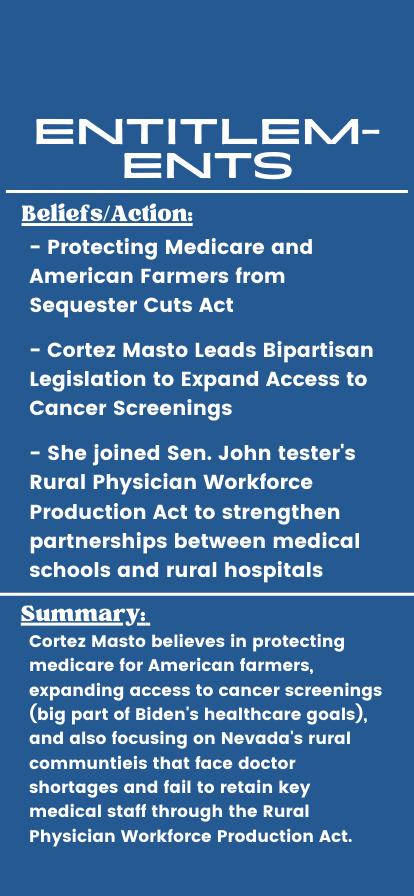 ENTITLEM-
ENTS
Beliefs/Action:
- Protecting Medicare and
American Farmers from
Sequester Cuts Act
- Cortez Masto Leads Bipartisan
Legislation to Expand Access to
Cancer Screenings
- She joined Sen. John tester's
Rural Physician Workforce
Production Act to strengthen
partnerships between medical
schools and rural hospitals
Summary:
Cortez Masto believes in protecting
medicare for American farmers,
expanding access to cancer screenings
(big part of Biden's healthcare goals),
and also focusing on Nevada's rural
communtieis that face doctor
shortages and fail to retain key
medical staff through the Rural
Physician Workforce Production Act.